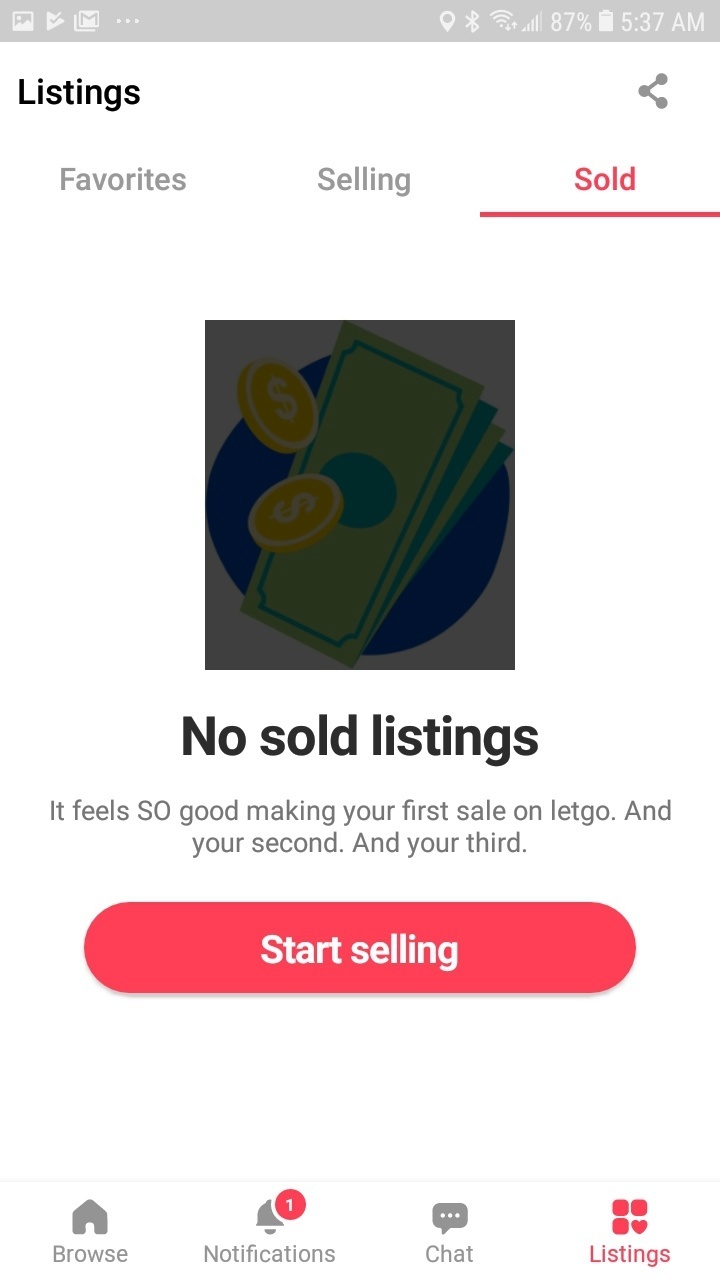 87% 5:37 AM
Listings
Favorites Selling Sold
$
$
No sold listings
It feels SO good making your first sale on letgo. And
your second. And your third.
Start selling
1
Browse Notifications Chat Listings